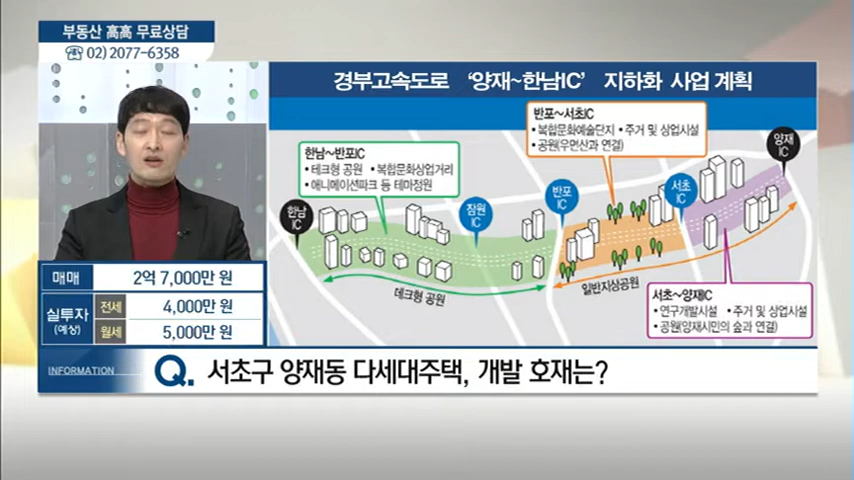 부동산 高高 무료상담
☎ 02) 2077-6358
경부고속도로 '양재~한남IC' 지하화 사업 계획
한남~반포IC
• 테크형 공원 • 복합문화상업거리
• 애니메이션파크 등 테마정원
반포~서초IC
• 복합문화예술단지 • 주거 및 상업시설
• 공원(우면산과 연결)
양재
IC
한남
IC
잠원
IC
반포
IC
서초
IC
테크형 공원
일반지상공원
서초~양재IC
• 연구개발시설 • 주거 및 상업시설
• 공원(양재시민의 숲과 연결)
매매 2억 7,000만 원
실투자
(예상)
전세 4,000만 원
월세 5,000만 원
INFORMATION
Q. 서초구 양재동 다세대주택, 개발 호재는?